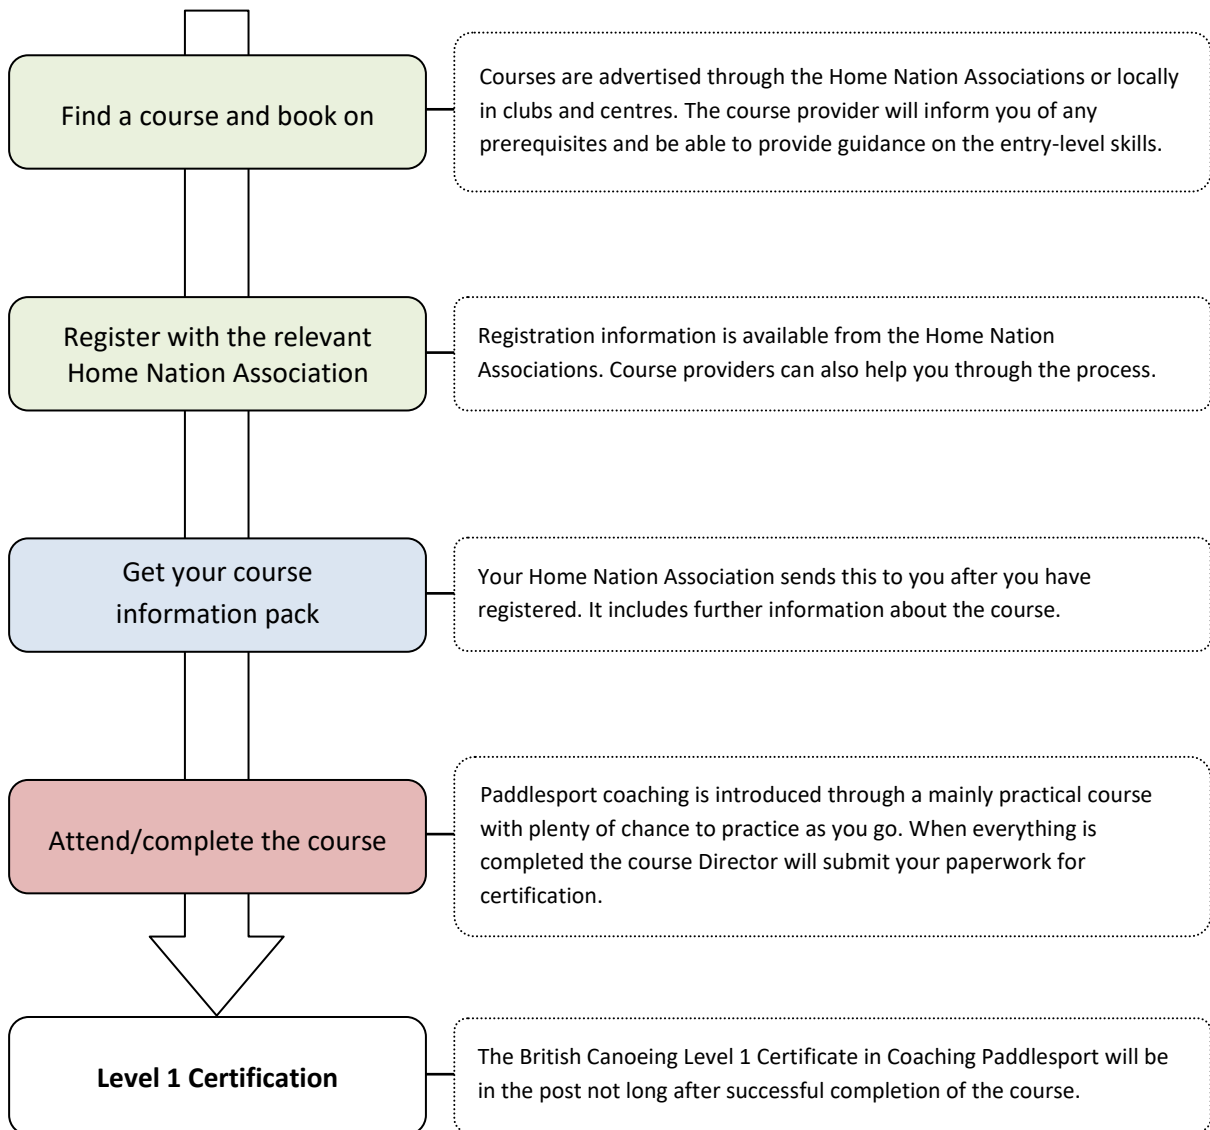 Find a course and book on
Courses are advertised through the Home Nation Associations or locally
in clubs and centres. The course provider will inform you of any
prerequisites and be able to provide guidance on the entry-level skills.
Register with the relevant
Home Nation Association
Registration information is available from the Home Nation
Associations. Course providers can also help you through the process.
Get your course
information pack
Your Home Nation Association sends this to you after you have
registered. It includes further information about the course.
Attend/complete the course
Paddlesport coaching is introduced through a mainly practical course
with plenty of chance to practice as you go. When everything is
completed the course Director will submit your paperwork for
certification.
Level 1 Certification
The British Canoeing Level 1 Certificate in Coaching Paddlesport will be
in the post not long after successful completion of the course.